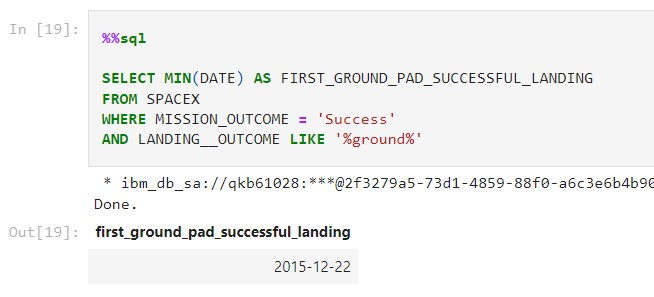 In [19]:
%%sql
SELECT MIN(DATE) AS FIRST_GROUND_PAD_SUCCESSFUL_LANDING
FROM SPACEX
WHERE MISSION_OUTCOME = 'Success'
AND LANDING__OUTCOME LIKE '%ground%'
* ibm_db_sa://qkb61028:***@2f3279a5-73d1-4859-88f0-a6c3e6b4b90
Done.
Out[19]:
first_ground_pad_successful_landing
2015-12-22